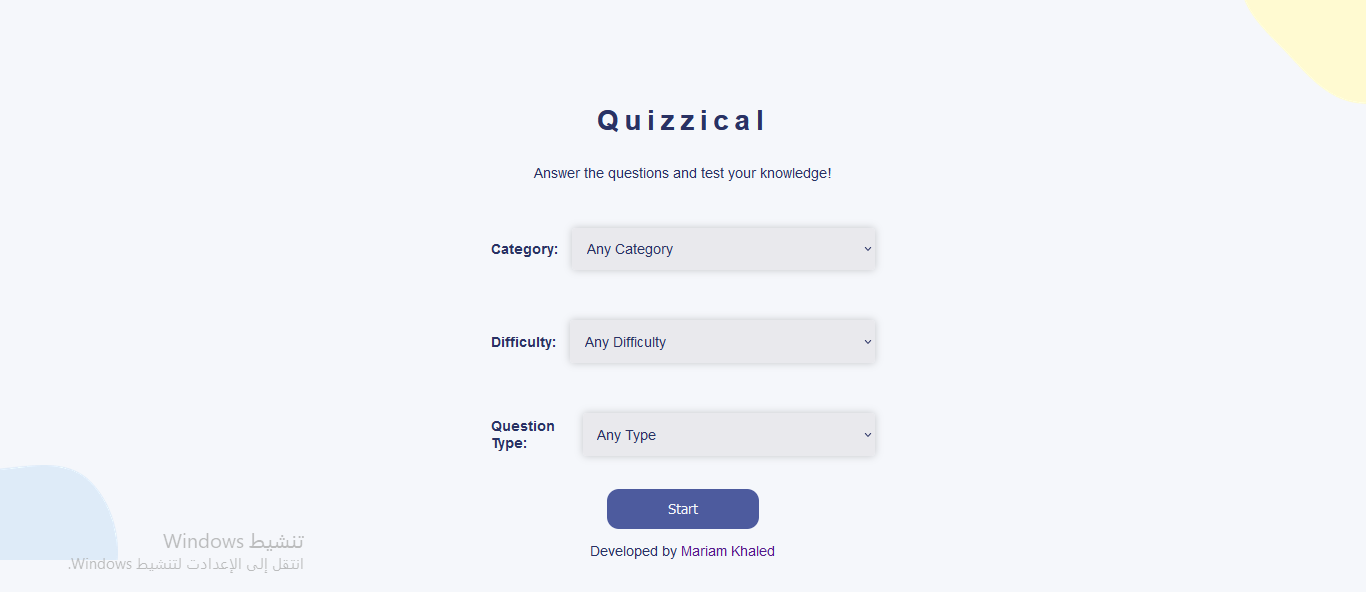 Quizzical
Answer the questions and test your knowledge!
Category: Any Category
Difficulty: Any Difficulty
Question
Type:
Any Type
Start
Developed by Mariam Khaled
تنشيط Windows
انتقل إلى الإعدادت لتنشيط Windows.